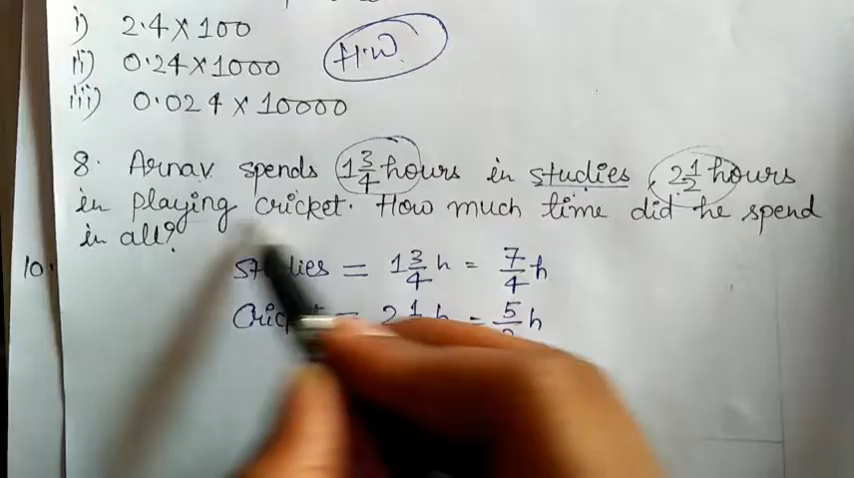 i) 2.4 × 100
ii) 0.24 × 1000
H.W.
iii) 0.024 × 10000
8. Arnav spends 1 3/4 hours in studies, 2 1/2 hours
in playing cricket. How much time did he spend
in all?
10. = 1 3/4 h = 7/4 h
= 5/2 h